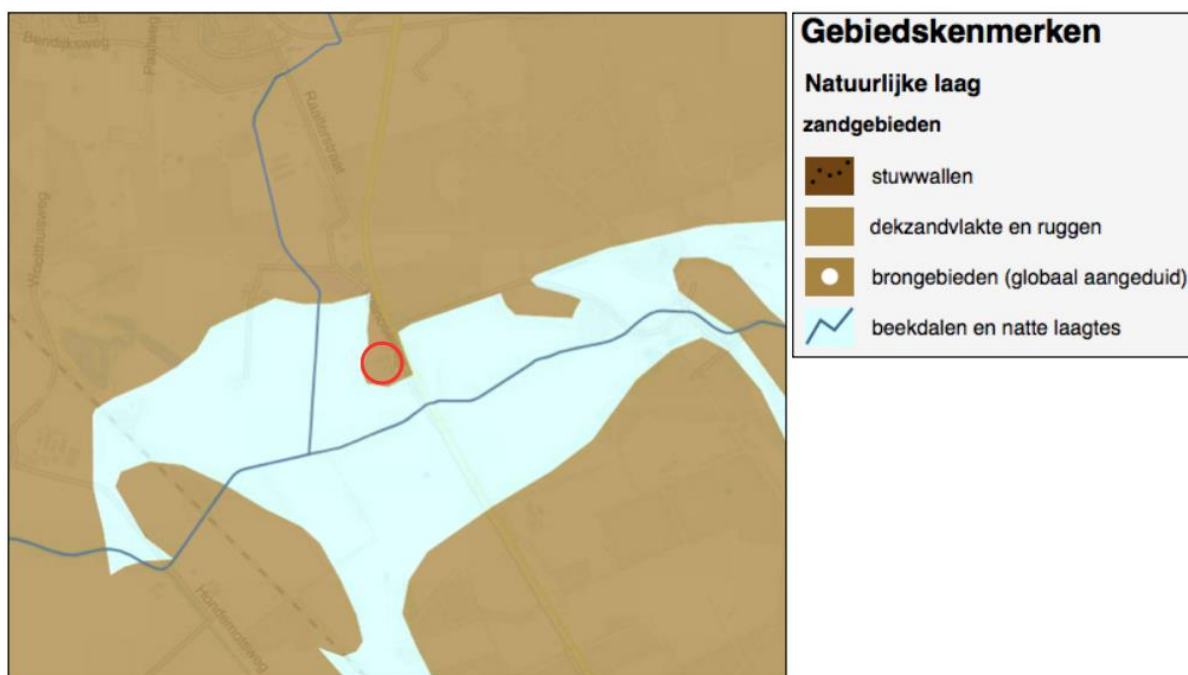 Bendijksweg
Paalweg
Raalterstraat
Woolthuisweg
Hondemotsweg
Gebiedskenmerken
Natuurlijke laag
zandgebieden
stuwwallen
dekzandvlakte en ruggen
brongebieden (globaal aangeduid)
beekdalen en natte laagtes